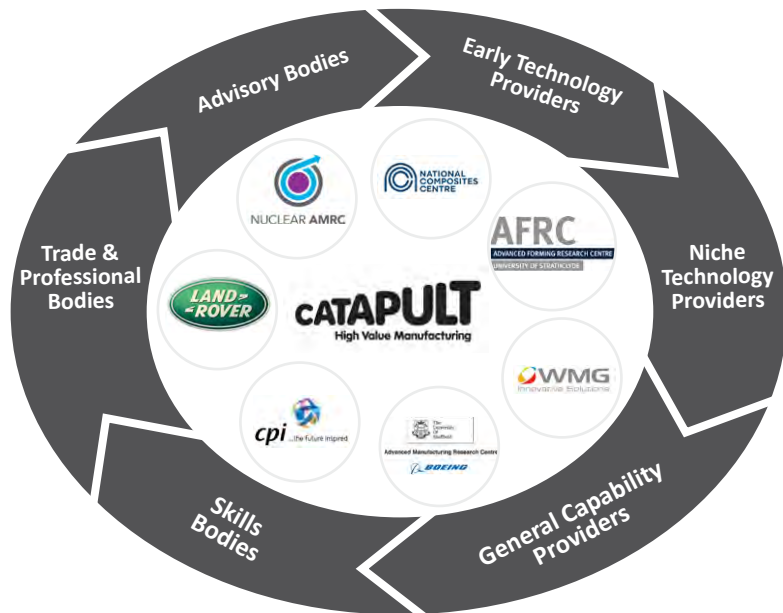 Advisory Bodies
Early Technology
Providers
Niche
Technology
Providers
General Capability
Providers
Skills
Bodies
Trade &
Professional
Bodies
NUCLEAR AMRC
NATIONAL
COMPOSITES
CENTRE
AFRC
ADVANCED FORMING RESEARCH CENTRE
UNIVERSITY OF STRATHCLYDE
LAND-
-ROVER
CATAPULT
High Value Manufacturing
WMG
Innovative Solutions
cpi ...the future inspired
The
University
Of
Sheffield
Advanced Manufacturing Research Centre
BOEING